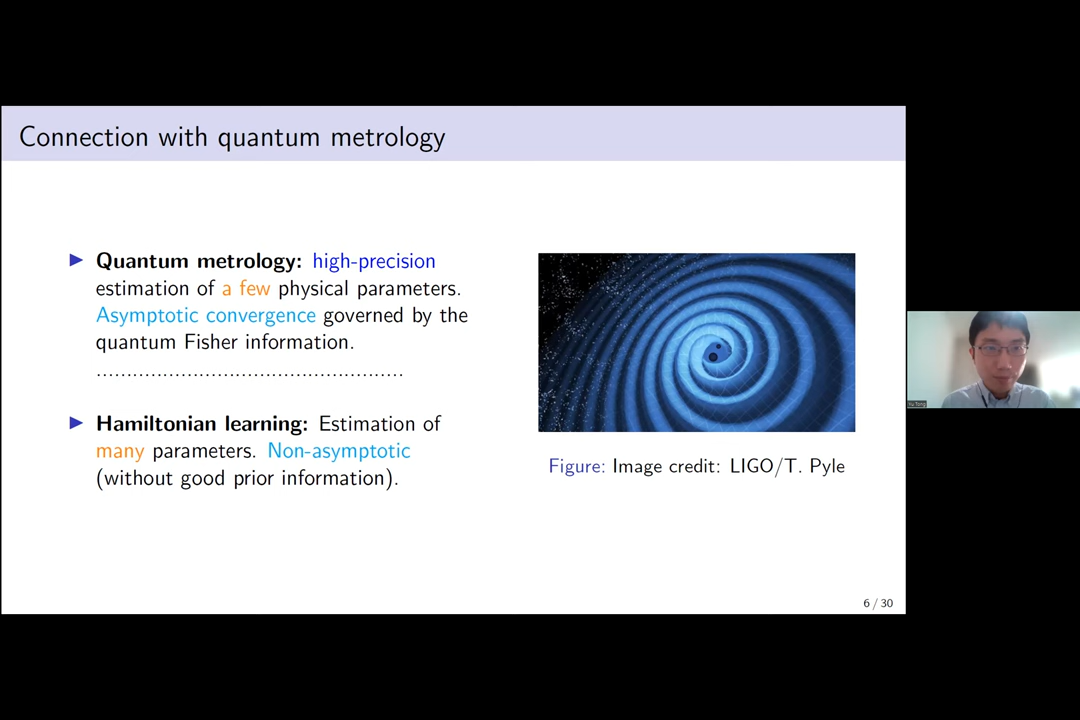 Connection with quantum metrology
▶ Quantum metrology: high-precision
estimation of a few physical parameters.
Asymptotic convergence governed by the
quantum Fisher information.
..................................................
▶ Hamiltonian learning: Estimation of
many parameters. Non-asymptotic
(without good prior information).
Figure: Image credit: LIGO/T. Pyle
6 / 30